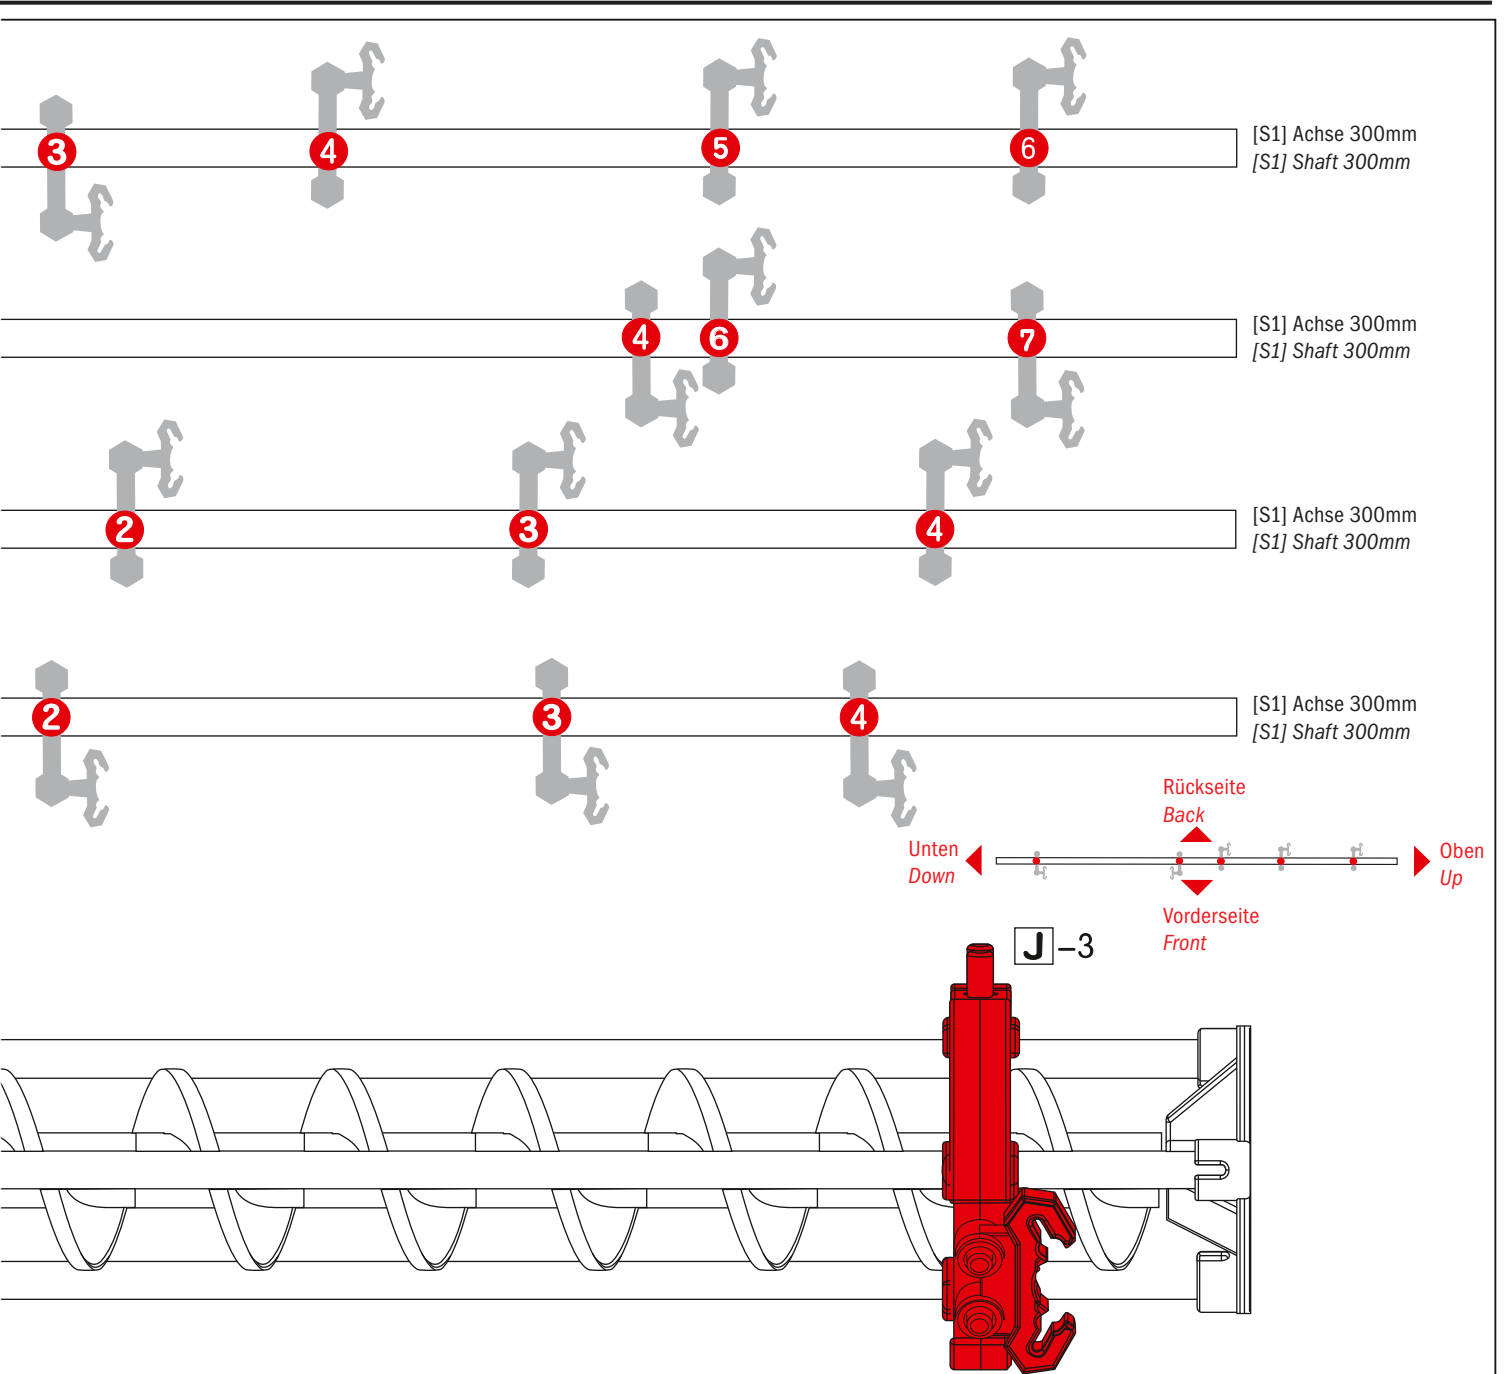 3 4 5 6
[S1] Achse 300mm
[S1] Shaft 300mm
4 6 7
[S1] Achse 300mm
[S1] Shaft 300mm
2 3 4
[S1] Achse 300mm
[S1] Shaft 300mm
2 3 4
[S1] Achse 300mm
[S1] Shaft 300mm
Rückseite
Back
Unten
Down
Oben
Up
Vorderseite
Front
J–3